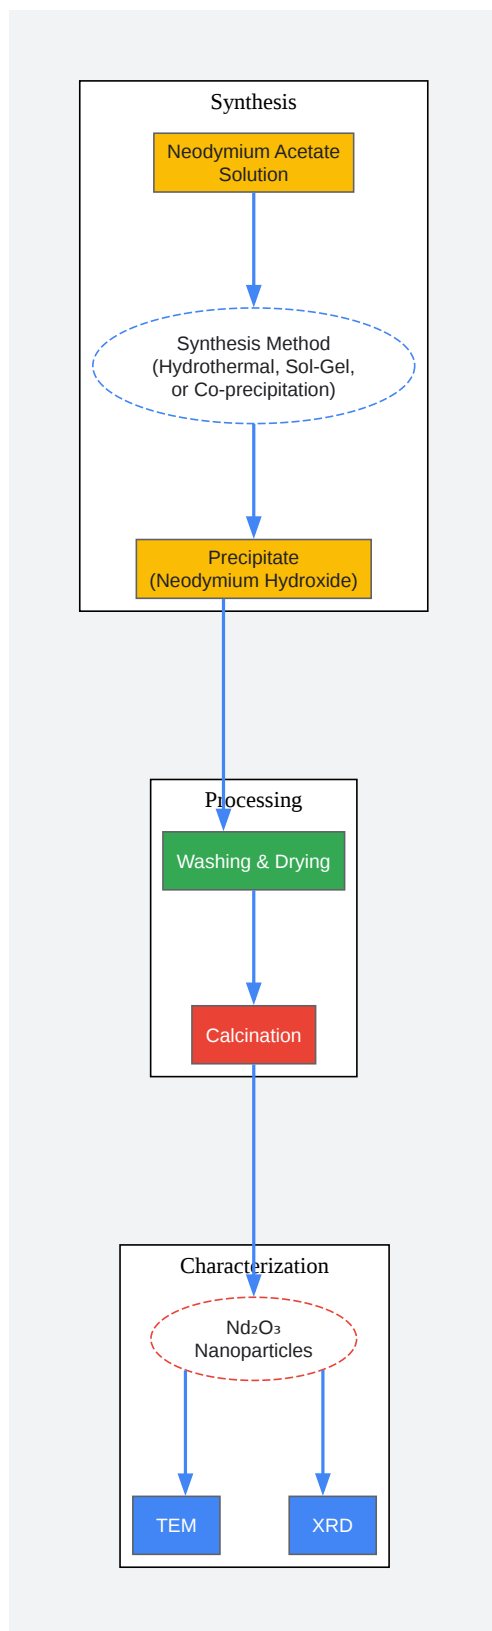 Synthesis
Neodymium Acetate
Solution
Synthesis Method
(Hydrothermal, Sol-Gel,
or Co-precipitation)
Precipitate
(Neodymium Hydroxide)
Processing
Washing & Drying
Calcination
Characterization
Nd₂O₃
Nanoparticles
TEM
XRD